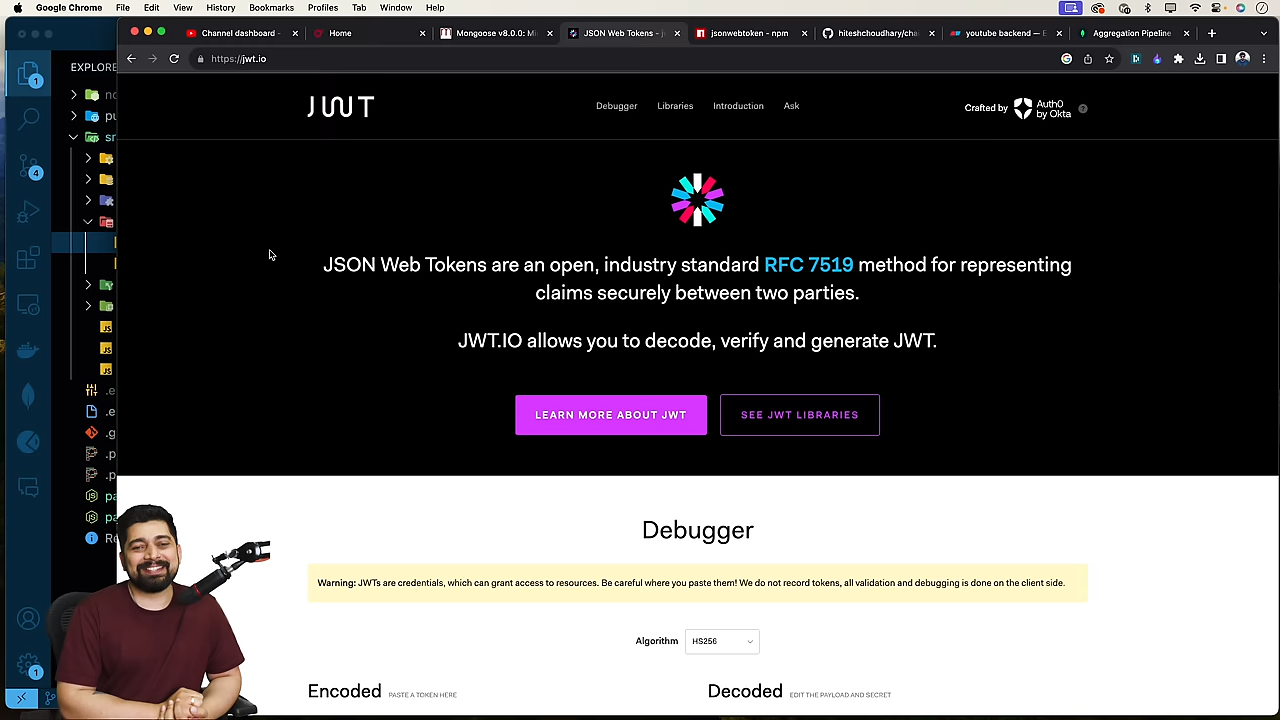 Google Chrome File Edit View History Bookmarks Profiles Tab Window Help
Channel dashboard - Home Mongoose v8.0.0: Mi JSON Web Tokens - j jsonwebtoken - npm hiteshchoudhary/chai youtube backend — E Aggregation Pipeline
https://jwt.io
EXPLORE
JWT
Debugger Libraries Introduction Ask
Crafted by Auth0 by Okta
JSON Web Tokens are an open, industry standard RFC 7519 method for representing
claims securely between two parties.
JWT.IO allows you to decode, verify and generate JWT.
LEARN MORE ABOUT JWT SEE JWT LIBRARIES
Debugger
Warning: JWTs are credentials, which can grant access to resources. Be careful where you paste them! We do not record tokens, all validation and debugging is done on the client side.
Algorithm HS256
Encoded PASTE A TOKEN HERE Decoded EDIT THE PAYLOAD AND SECRET